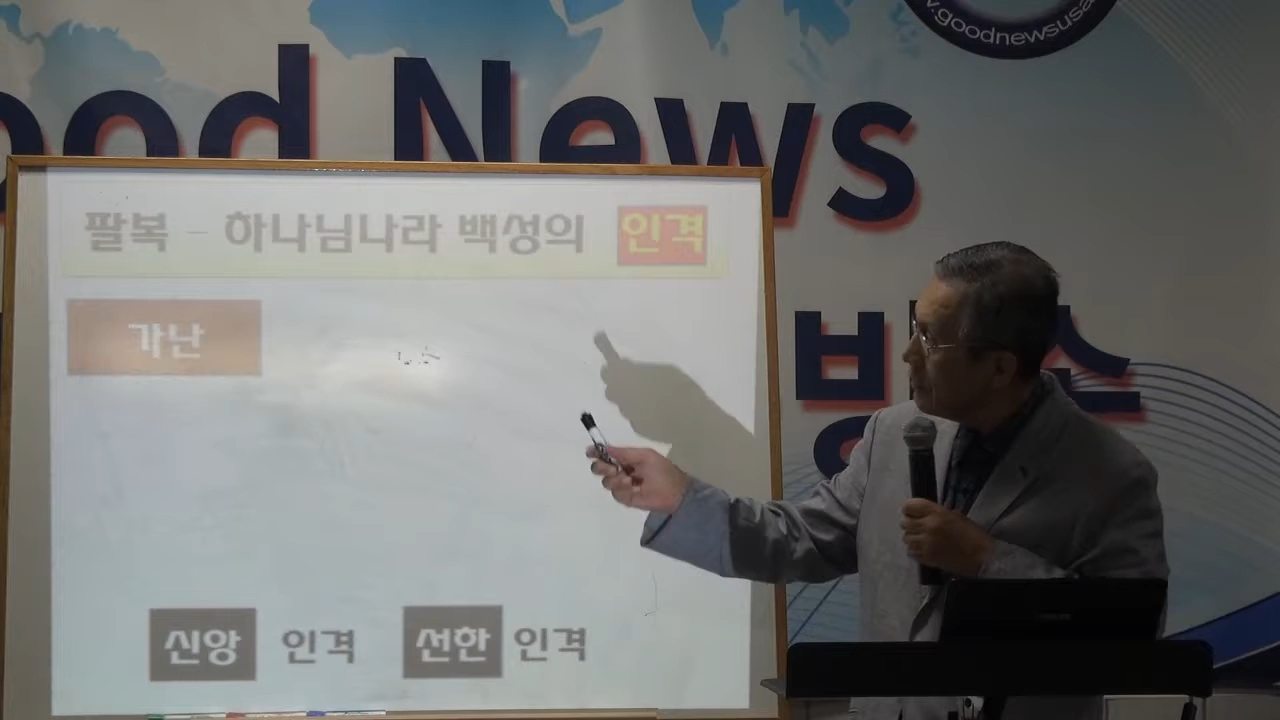 .goodnewsusa
ood News
팔복 - 하나님나라 백성의 인격
가난
신앙 인격 선한 인격